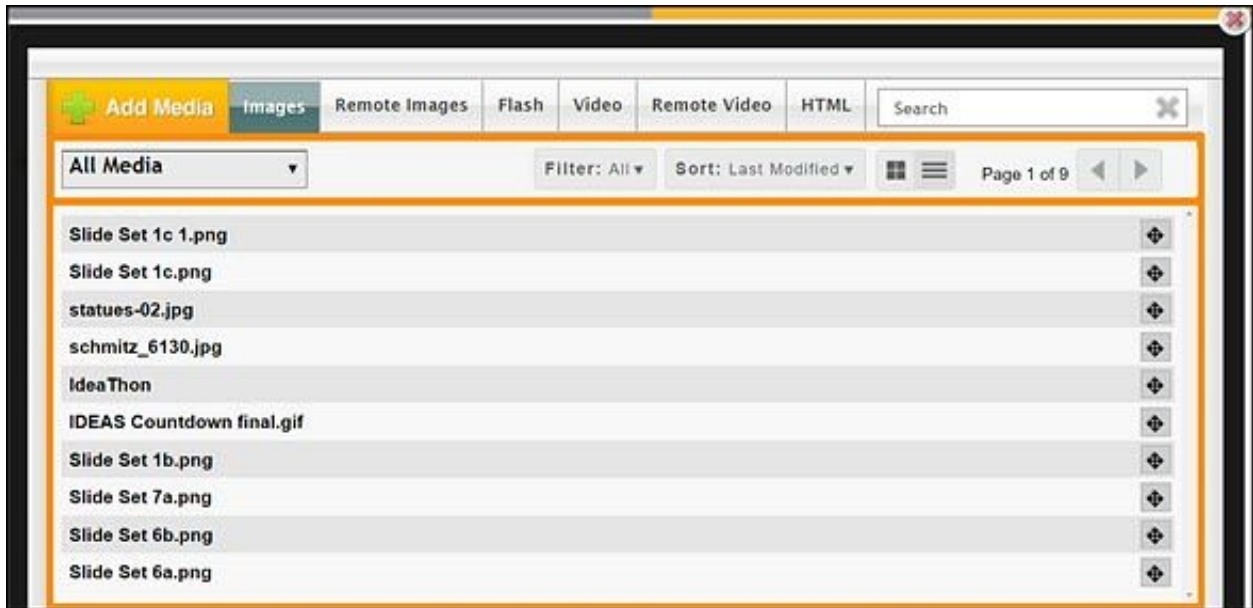 Add Media Images Remote Images Flash Video Remote Video HTML Search
All Media Filter: All Sort: Last Modified Page 1 of 9
Slide Set 1c 1.png
Slide Set 1c.png
statues-02.jpg
schmitz_6130.jpg
IdeaThon
IDEAS Countdown final.gif
Slide Set 1b.png
Slide Set 7a.png
Slide Set 6b.png
Slide Set 6a.png